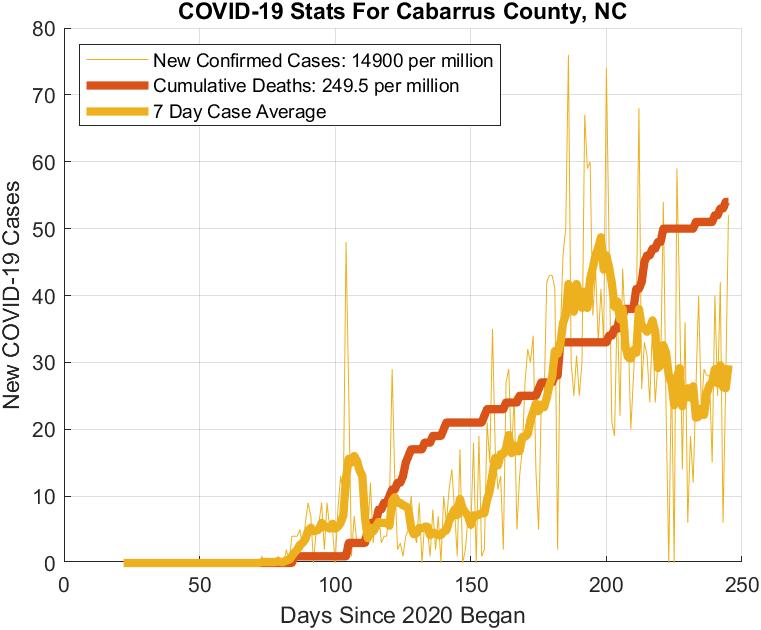 COVID-19 Stats For Cabarrus County, NC
80
New Confirmed Cases: 14900 per million
Cumulative Deaths: 249.5 per million
7 Day Case Average
70
60
50
40
30
20
10
0
New COVID-19 Cases
0 50 100 150 200 250
Days Since 2020 Began